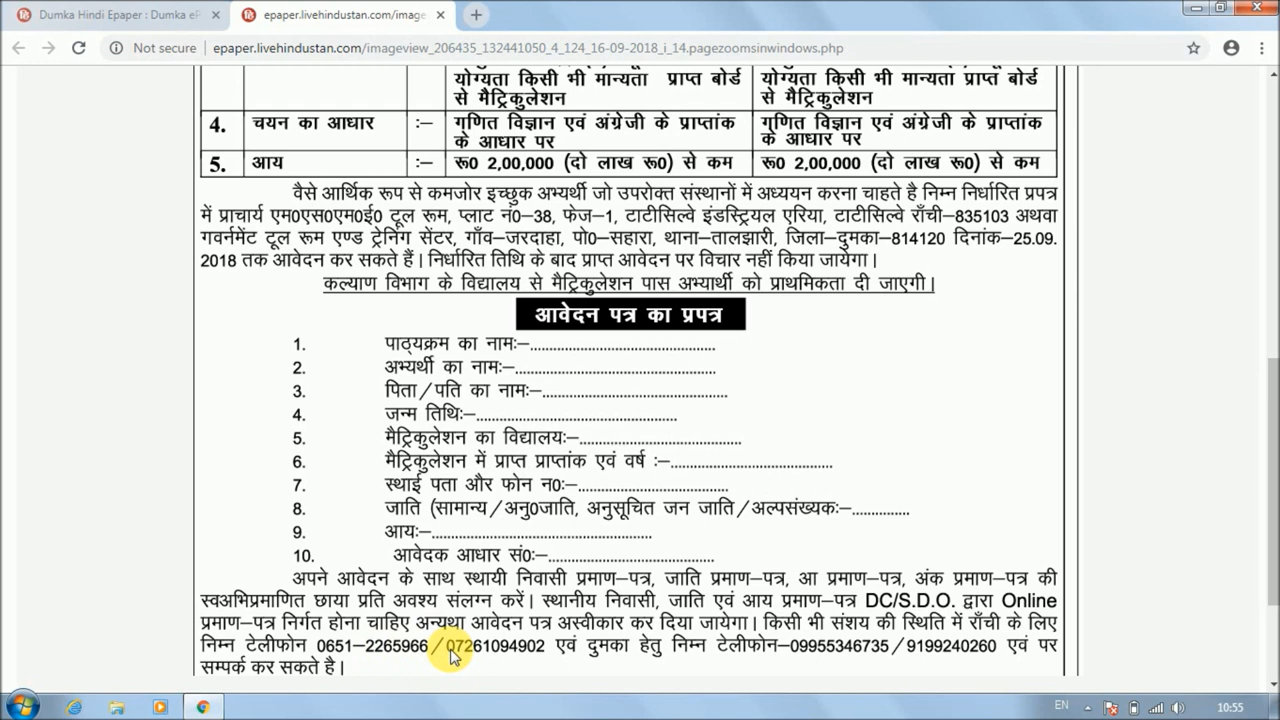 Dumka Hindi Epaper : Dumka eP
epaper.livehindustan.com/image
Not secure
epaper.livehindustan.com/imageview_206435_132441050_4_124_16-09-2018_i_14.pagezoomsinwindows.php
योग्यता किसी भी मान्यता प्राप्त बोर्ड योग्यता किसी भी मान्यता प्राप्त बोर्ड
से मैट्रिकुलेशन से मैट्रिकुलेशन
4. चयन का आधार :– गणित विज्ञान एवं अंग्रेजी के प्राप्तांक गणित विज्ञान एवं अंग्रेजी के प्राप्तांक
के आधार पर के आधार पर
5. आय :– रू0 2,00,000 (दो लाख रू0) से कम रू0 2,00,000 (दो लाख रू0) से कम
वैसे आर्थिक रूप से कमजोर इच्छुक अभ्यर्थी जो उपरोक्त संस्थानों में अध्ययन करना चाहते है निम्न निर्धारित प्रपत्र
में प्राचार्य एम0एस0एम0ई0 टूल रूम, प्लाट नं0–38, फेज–1, टाटीसिल्वे इंडस्ट्रियल एरिया, टाटीसिल्वे राँची–835103 अथवा
गवर्नमेंट टूल रूम एण्ड ट्रेनिंग सेंटर, गाँव–जरदाहा, पो0–सहारा, थाना–तालझारी, जिला–दुमका–814120 दिनांक–25.09.
2018 तक आवेदन कर सकते हैं। निर्धारित तिथि के बाद प्राप्त आवेदन पर विचार नहीं किया जायेगा।
कल्याण विभाग के विद्यालय से मैट्रिकुलेशन पास अभ्यार्थी को प्राथमिकता दी जाएगी।
आवेदन पत्र का प्रपत्र
1. पाठ्यक्रम का नामः–..........................................
2. अभ्यर्थी का नामः–.............................................
3. पिता/पति का नामः–..........................................
4. जन्म तिथिः–.............................................
5. मैट्रिकुलेशन का विद्यालयः–.....................................
6. मैट्रिकुलेशन में प्राप्त प्राप्तांक एवं वर्ष :–.....................................
7. स्थाई पता और फोन न0:–..................................
8. जाति (सामान्य/अनु0जाति, अनुसूचित जन जाति/अल्पसंख्यकः–..............
9. आयः–..................................................
10. आवेदक आधार सं0:–.....................................
अपने आवेदन के साथ स्थायी निवासी प्रमाण–पत्र, जाति प्रमाण–पत्र, आ प्रमाण–पत्र, अंक प्रमाण–पत्र की
स्वअभिप्रमाणित छाया प्रति अवश्य संलग्न करें। स्थानीय निवासी, जाति एवं आय प्रमाण–पत्र DC/S.D.O. द्वारा Online
प्रमाण–पत्र निर्गत होना चाहिए अन्यथा आवेदन पत्र अस्वीकार कर दिया जायेगा। किसी भी संशय की स्थिति में राँची के लिए
निम्न टेलीफोन 0651–2265966/07261094902 एवं दुमका हेतु निम्न टेलीफोन–09955346735/9199240260 एवं पर
सम्पर्क कर सकते है।
EN 10:55